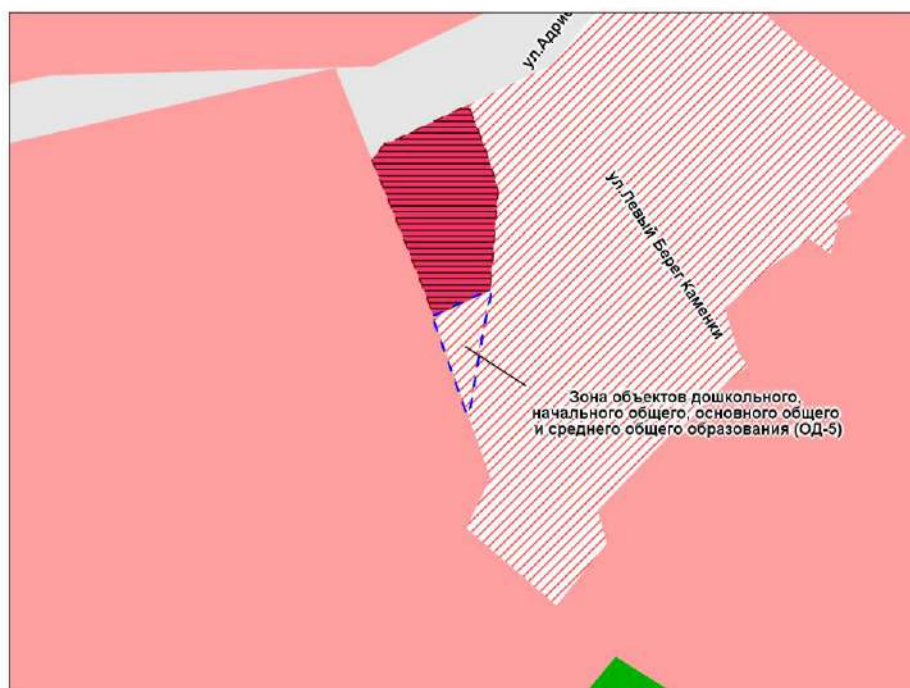 ул.Адрие
ул.Левый Берег Каменки
Зона объектов дошкольного,
начального общего, основного общего
и среднего общего образования (ОД-5)